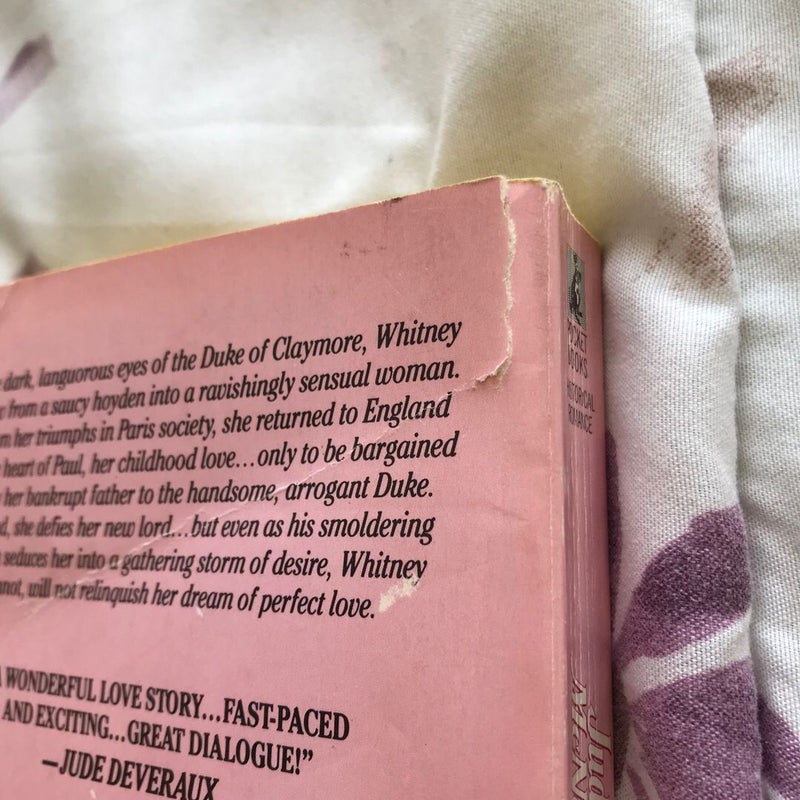 dark, languorous eyes of the Duke of Claymore, Whitney
from a saucy hoyden into a ravishingly sensual woman.
her triumphs in Paris society, she returned to England
heart of Paul, her childhood love...only to be bargained
her bankrupt father to the handsome, arrogant Duke.
she defies her new lord...but even as his smoldering
seduces her into a gathering storm of desire, Whitney
will not relinquish her dream of perfect love.
A WONDERFUL LOVE STORY...FAST-PACED
AND EXCITING...GREAT DIALOGUE!"
—JUDE DEVERAUX
POCKET
BOOKS
HISTORICAL
ROMANCE